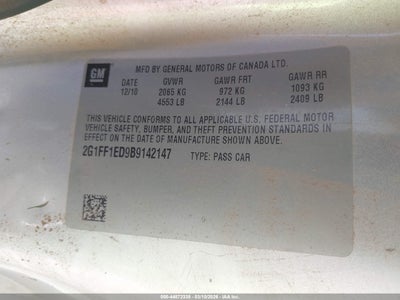 GM
MFD BY GENERAL MOTORS OF CANADA LTD.
DATE GVWR GAWR FRT GAWR RR
12/10 2065 KG 972 KG 1093 KG
4553 LB 2144 LB 2409 LB
THIS VEHICLE CONFORMS TO ALL APPLICABLE U.S. FEDERAL MOTOR
VEHICLE SAFETY, BUMPER, AND THEFT PREVENTION STANDARDS IN
EFFECT ON THE DATE OF MANUFACTURE SHOWN ABOVE.
2G1FF1ED9B9142147 TYPE: PASS CAR